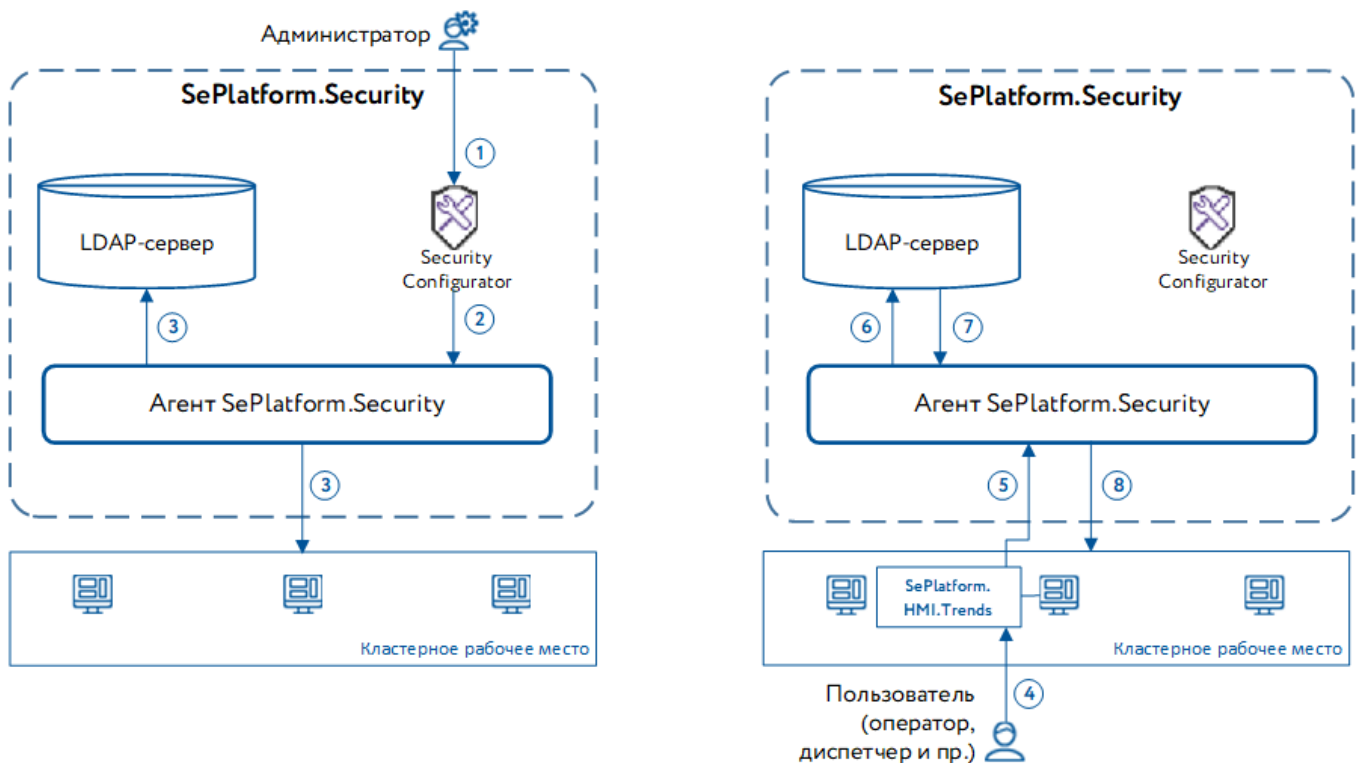 Администратор
SePlatform.Security
1
LDAP-сервер
Security
Configurator
3
2
Агент SePlatform.Security
3
Кластерное рабочее место
SePlatform.Security
LDAP-сервер
Security
Configurator
6
7
Агент SePlatform.Security
5
8
SePlatform.
HMI.Trends
Кластерное рабочее место
Пользователь
(оператор,
диспетчер и пр.)
4